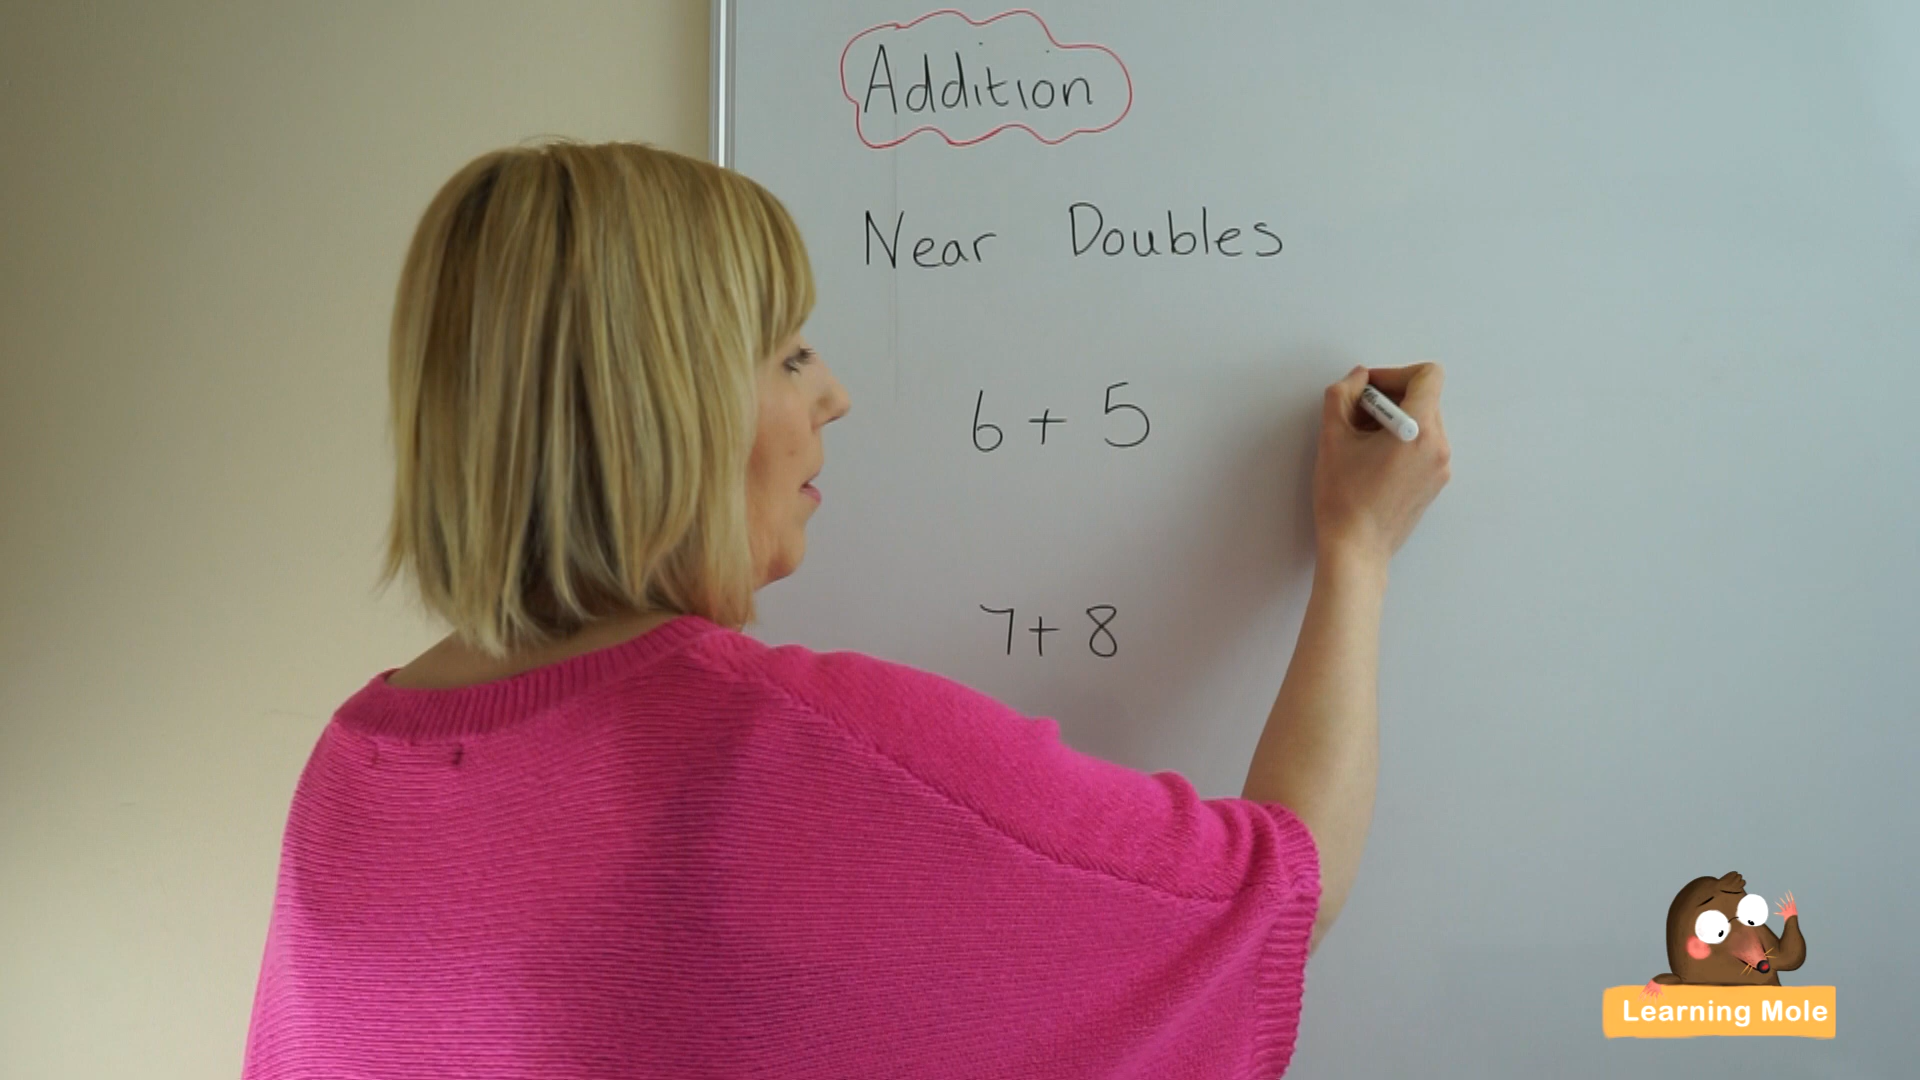 Addition
Near Doubles
6 + 5
7 + 8
Learning Mole